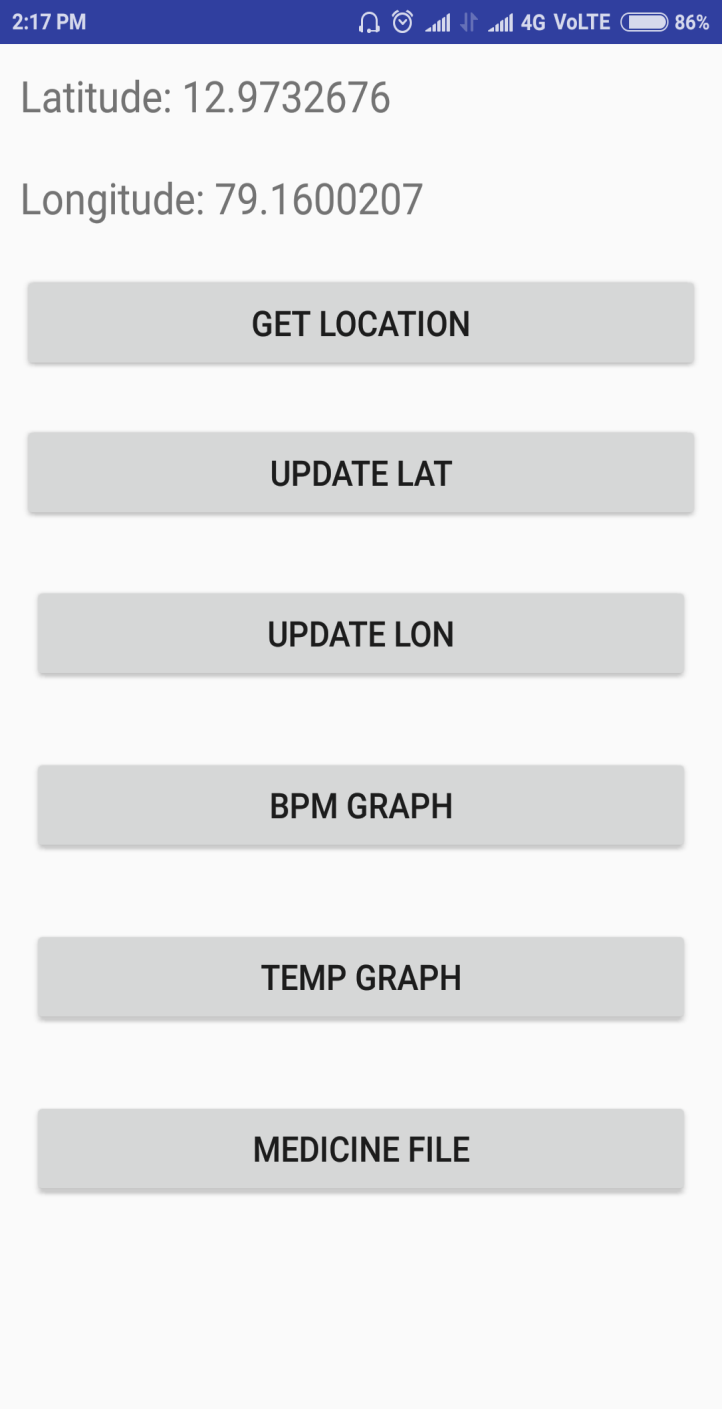 2:17 PM 4G VoLTE 86%
Latitude: 12.9732676
Longitude: 79.1600207
GET LOCATION
UPDATE LAT
UPDATE LON
BPM GRAPH
TEMP GRAPH
MEDICINE FILE